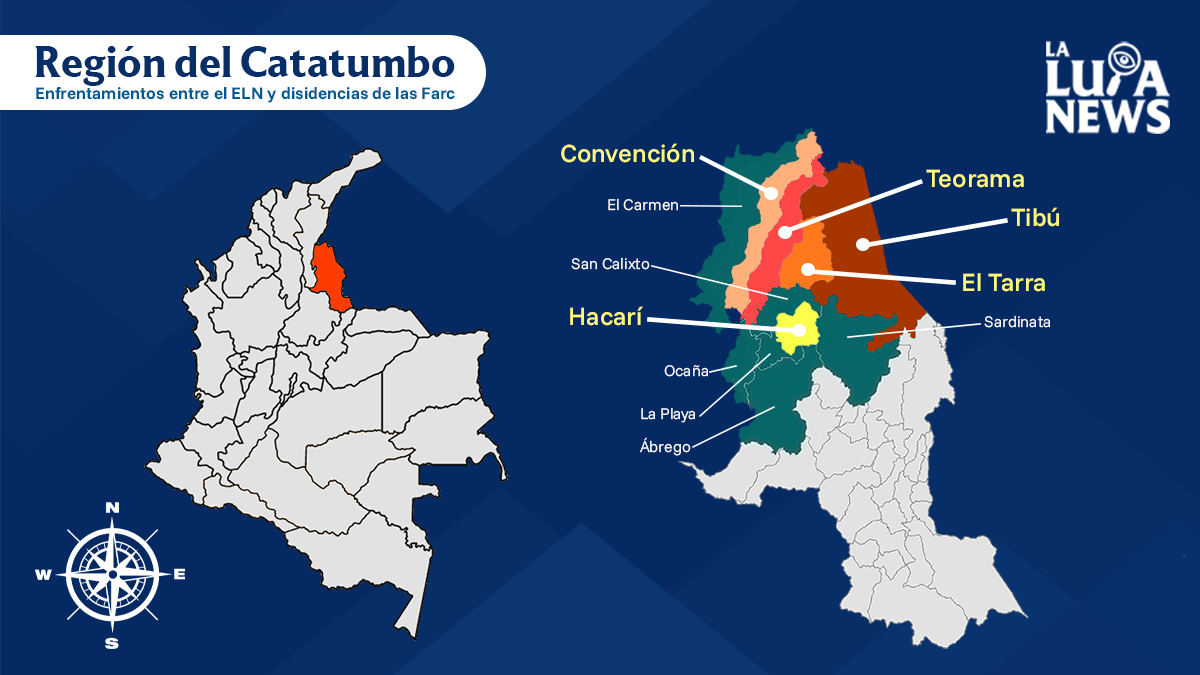 Región del Catatumbo
Enfrentamientos entre el ELN y disidencias de las Farc
LA
LUPA
NEWS
Convención
El Carmen
San Calixto
Hacarí
Ocaña
La Playa
Ábrego
Teorama
Tibú
El Tarra
Sardinata
N
W
E
S